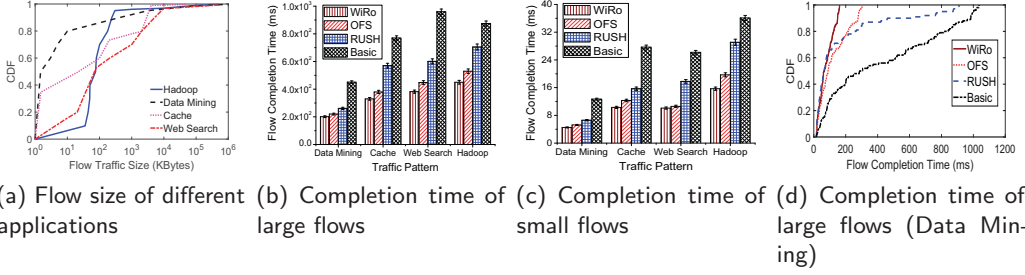 CDF
1
0.8
0.6
0.4
0.2
0
Hadoop
Data Mining
Cache
Web Search
10^0 10^1 10^2 10^3 10^4 10^5 10^6
Flow Traffic Size (KBytes)
Flow Completion Time (ms)
1.0x10^3
8.0x10^2
6.0x10^2
4.0x10^2
2.0x10^2
0.0
WiRo
OFS
RUSH
Basic
Data Mining Cache Web Search Hadoop
Traffic Pattern
Flow Completion Time (ms)
40
32
24
16
8
0
WiRo
OFS
RUSH
Basic
Data Mining Cache Web Search Hadoop
Traffic Pattern
CDF
1
0.8
0.6
0.4
0.2
0
WiRo
OFS
RUSH
Basic
0 200 400 600 800 1000 1200
Flow Completion Time (ms)
(a) Flow size of different
applications
(b) Completion time of
large flows
(c) Completion time of
small flows
(d) Completion time of
large flows (Data Min-
ing)